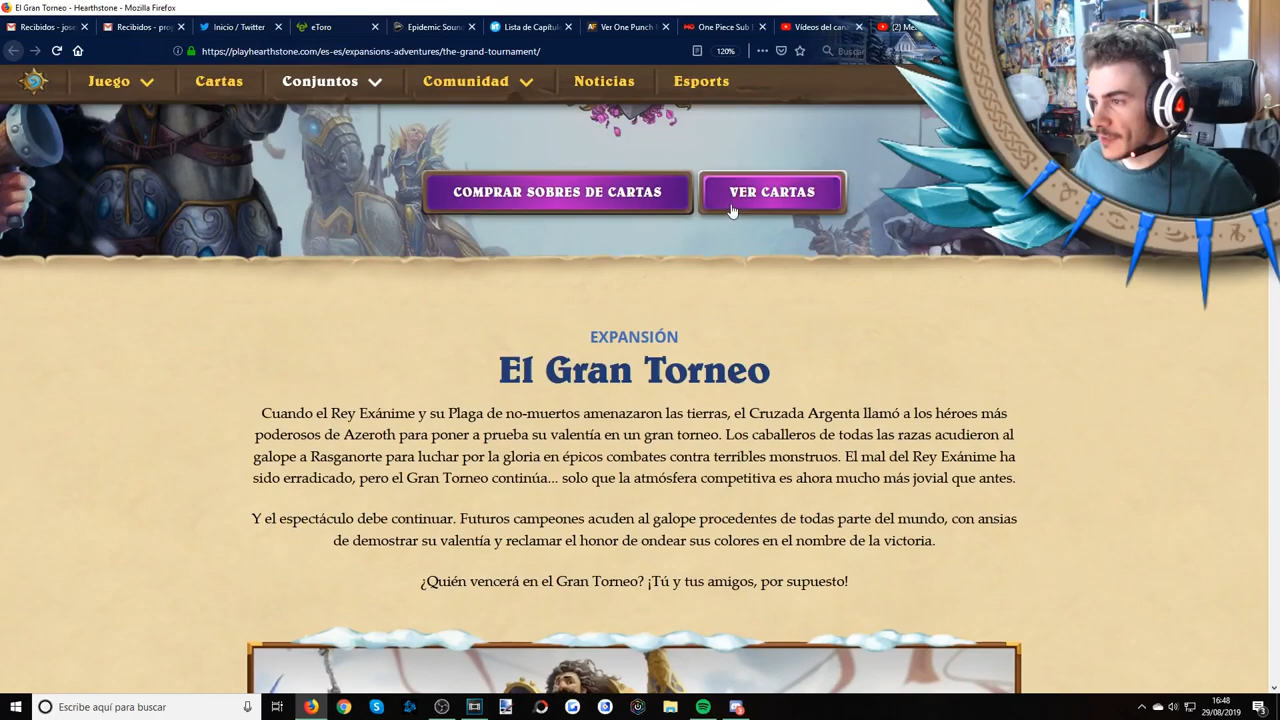 El Gran Torneo - Hearthstone - Mozilla Firefox
Recibidos - jose
Recibidos - pro
Inicio / Twitter
eToro
Epidemic Soun
Lista de Capítul
Ver One Punch
One Piece Sub
Vídeos del can
https://playhearthstone.com/es-es/expansions-adventures/the-grand-tournament/
120%
Buscar
Juego
Cartas
Conjuntos
Comunidad
Noticias
Esports
COMPRAR SOBRES DE CARTAS
VER CARTAS
EXPANSIÓN
El Gran Torneo
Cuando el Rey Exánime y su Plaga de no-muertos amenazaron las tierras, el Cruzada Argenta llamó a los héroes más
poderosos de Azeroth para poner a prueba su valentía en un gran torneo. Los caballeros de todas las razas acudieron al
galope a Rasganorte para luchar por la gloria en épicos combates contra terribles monstruos. El mal del Rey Exánime ha
sido erradicado, pero el Gran Torneo continúa... solo que la atmósfera competitiva es ahora mucho más jovial que antes.
Y el espectáculo debe continuar. Futuros campeones acuden al galope procedentes de todas parte del mundo, con ansias
de demostrar su valentía y reclamar el honor de ondear sus colores en el nombre de la victoria.
¿Quién vencerá en el Gran Torneo? ¡Tú y tus amigos, por supuesto!
Escribe aquí para buscar
16:48
29/08/2019